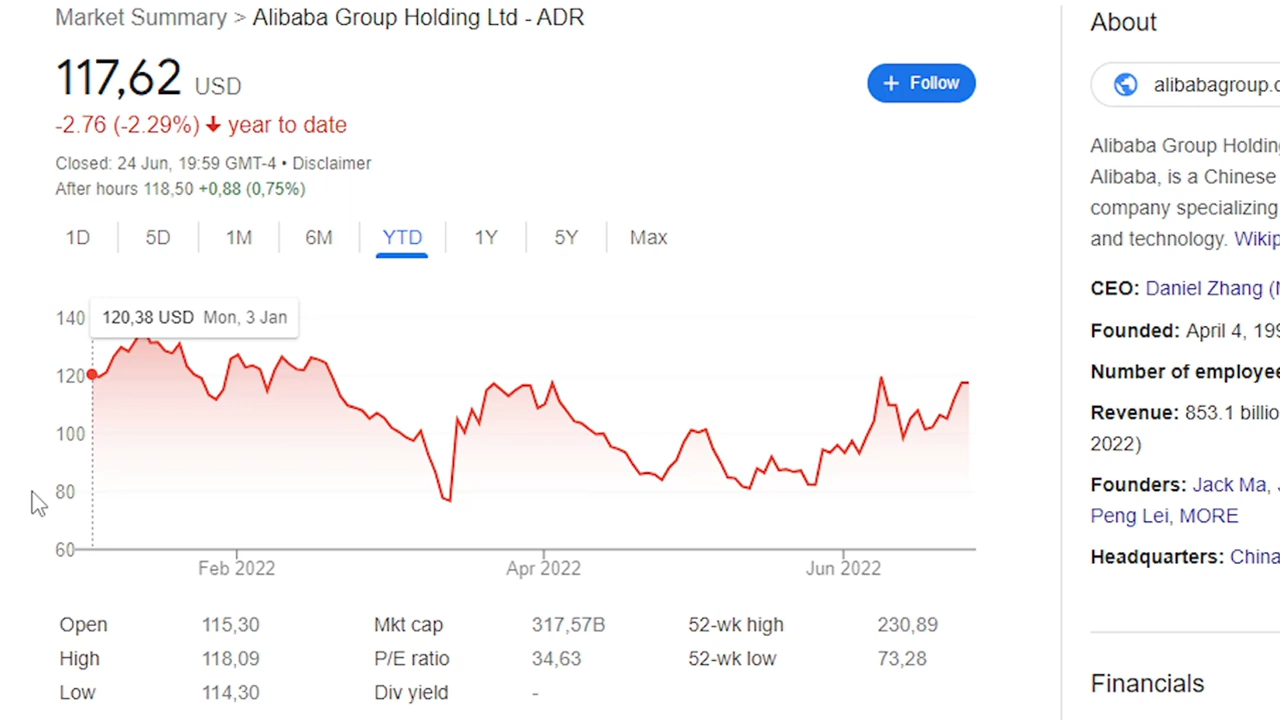 Market Summary > Alibaba Group Holding Ltd - ADR
117,62 USD
+ Follow
-2.76 (-2.29%) ↓ year to date
Closed: 24 Jun, 19:59 GMT-4 • Disclaimer
After hours 118,50 +0,88 (0,75%)
1D 5D 1M 6M YTD 1Y 5Y Max
120,38 USD Mon, 3 Jan
140
120
100
80
60
Feb 2022 Apr 2022 Jun 2022
Open 115,30 Mkt cap 317,57B 52-wk high 230,89
High 118,09 P/E ratio 34,63 52-wk low 73,28
Low 114,30 Div yield -
About
alibabagroup.c
Alibaba Group Holding
Alibaba, is a Chinese
company specializing
and technology. Wikip
CEO: Daniel Zhang (
Founded: April 4, 199
Number of employee
Revenue: 853.1 billio
2022)
Founders: Jack Ma,
Peng Lei, MORE
Headquarters: China
Financials